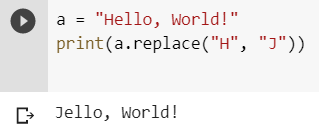 a = "Hello, World!"
print(a.replace("H", "J"))
Jello, World!